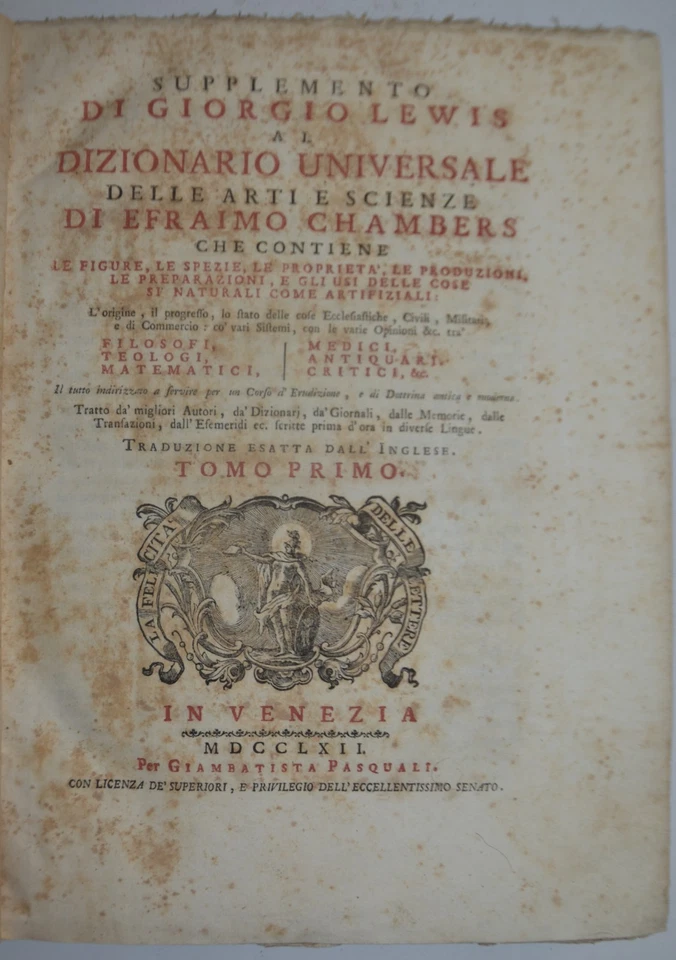 SUPPLEMENTO
DI GIORGIO LEWIS
AL
DIZIONARIO UNIVERSALE
DELLE ARTI E SCIENZE
DI EFRAIMO CHAMBERS
CHE CONTIENE
LE FIGURE, LE SPEZIE, LE PROPRIETA', LE PRODUZIONI,
LE PREPARAZIONI, E GLI USI DELLE COSE
SI' NATURALI COME ARTIFIZIALI:
L'origine, il progresso, lo stato delle cose Ecclesiastiche, Civili, Militari,
e di Commercio: co' varj Sistemi, con le varie Opinioni &c. tra'
FILOSOFI, | MEDICI,
TEOLOGI, | ANTIQUARJ,
MATEMATICI, | CRITICI, &c.
Il tutto indirizzato a servire per un Corso d'Erudizione, e di Dottrina antica e moderna.
Tratto da' migliori Autori, da' Dizionarj, da' Giornali, dalle Memorie, dalle
Transazioni, dall'Efemeridi ec. scritte prima d'ora in diverse Lingue.
TRADUZIONE ESATTA DALL'INGLESE.
TOMO PRIMO.
LA FELICITA' DELLE LETTERE
IN VENEZIA
MDCCLXII.
Per GIAMBATISTA PASQUALI.
CON LICENZA DE' SUPERIORI, E PRIVILEGIO DELL'ECCELLENTISSIMO SENATO.